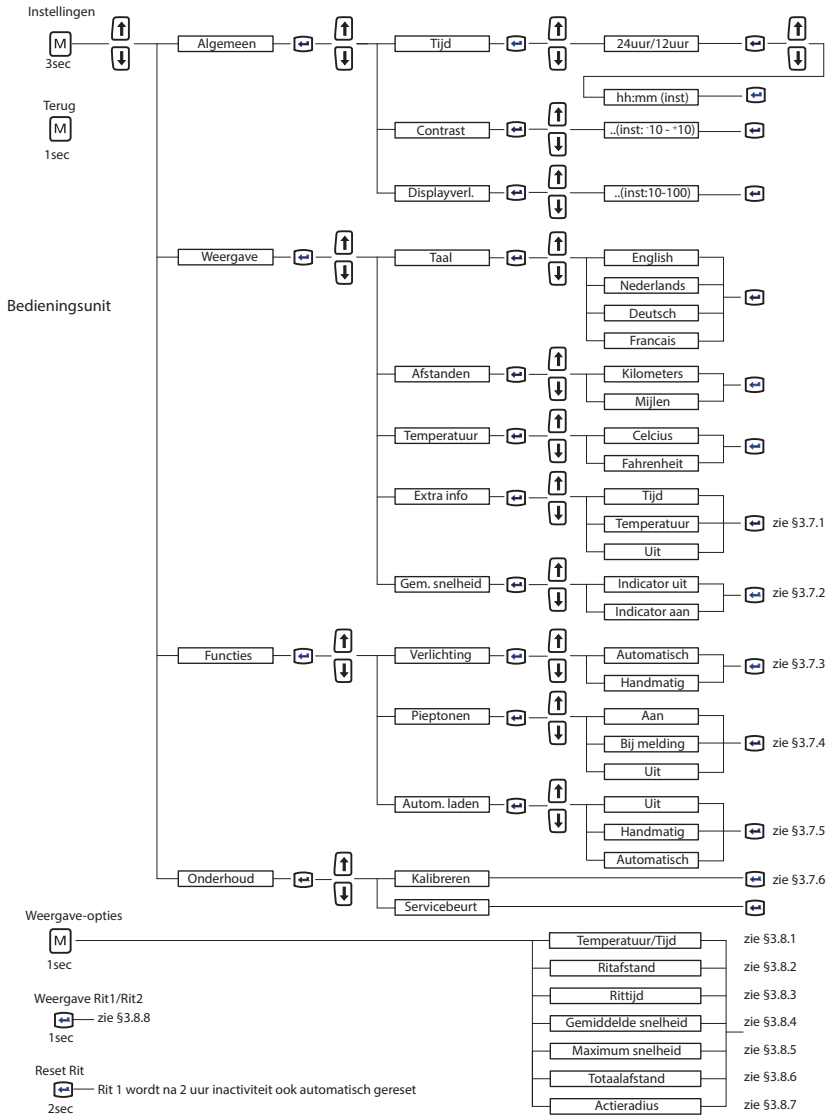 Instellingen
M
3sec
Algemeen
Tijd
24uur/12uur
hh:mm (inst)
Terug
M
1sec
Contrast
..(inst: -10 - +10)
Displayverl.
..(inst:10-100)
Weergave
Taal
English
Nederlands
Deutsch
Francais
Bedieningsunit
Afstanden
Kilometers
Mijlen
Temperatuur
Celcius
Fahrenheit
Extra info
Tijd
Temperatuur
Uit
zie §3.7.1
Gem. snelheid
Indicator uit
Indicator aan
zie §3.7.2
Functies
Verlichting
Automatisch
Handmatig
zie §3.7.3
Pieptonen
Aan
Bij melding
Uit
zie §3.7.4
Autom. laden
Uit
Handmatig
Automatisch
zie §3.7.5
Onderhoud
Kalibreren
zie §3.7.6
Servicebeurt
Weergave-opties
M
1sec
Temperatuur/Tijd zie §3.8.1
Ritafstand zie §3.8.2
Rittijd zie §3.8.3
Gemiddelde snelheid zie §3.8.4
Maximum snelheid zie §3.8.5
Totaalafstand zie §3.8.6
Actieradius zie §3.8.7
Weergave Rit1/Rit2
zie §3.8.8
1sec
Reset Rit
Rit 1 wordt na 2 uur inactiviteit ook automatisch gereset
2sec